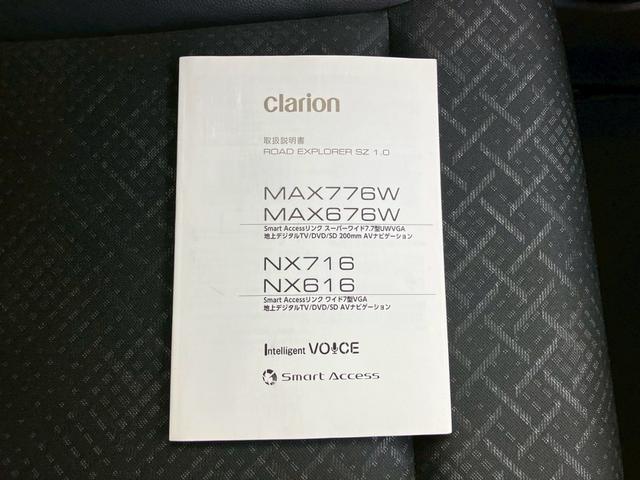 clarion
取扱説明書
ROAD EXPLORER SZ 1.0
MAX776W
MAX676W
Smart Accessリンク スーパーワイド7.7型UWVGA
地上デジタルTV/DVD/SD 200mm AVナビゲーション
NX716
NX616
Smart Accessリンク ワイド7型VGA
地上デジタルTV/DVD/SD AVナビゲーション
Intelligent VOICE
Smart Access